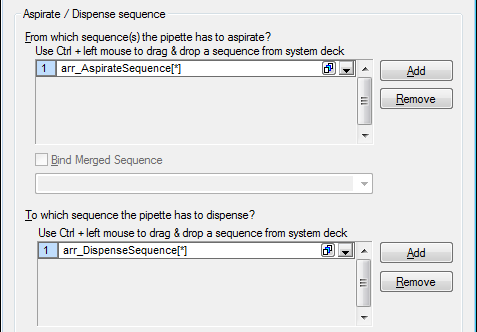 Aspirate / Dispense sequence
From which sequence(s) the pipette has to aspirate?
Use Ctrl + left mouse to drag & drop a sequence from system deck
1 arr_AspirateSequence[*]
Add
Remove
Bind Merged Sequence
To which sequence the pipette has to dispense?
Use Ctrl + left mouse to drag & drop a sequence from system deck
1 arr_DispenseSequence[*]
Add
Remove